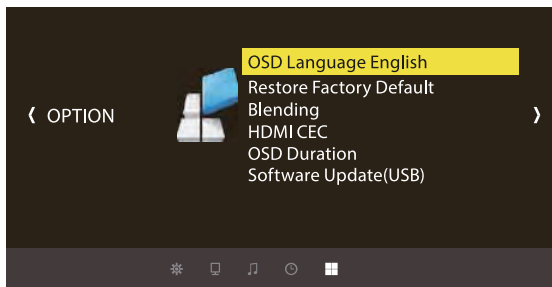 OPTION
OSD Language English
Restore Factory Default
Blending
HDMI CEC
OSD Duration
Software Update(USB)